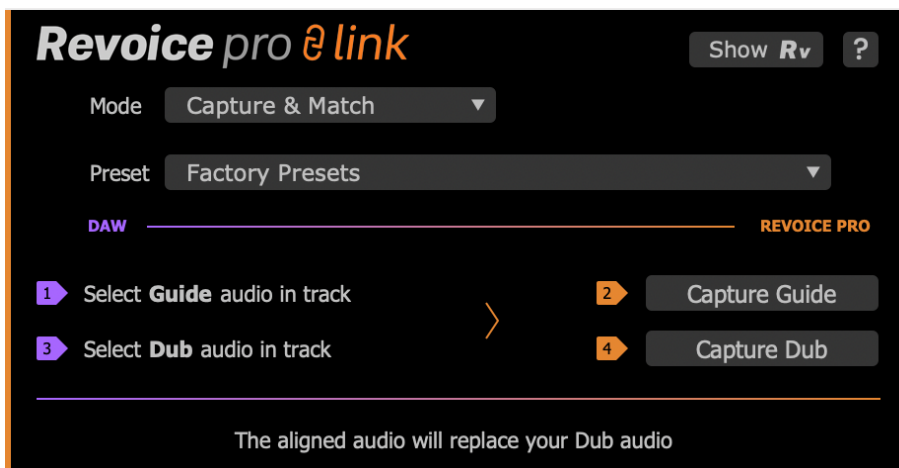 Revoice pro link
Show Rv ?
Mode Capture & Match
Preset Factory Presets
DAW REVOICE PRO
1 Select Guide audio in track
2 Capture Guide
3 Select Dub audio in track
4 Capture Dub
The aligned audio will replace your Dub audio